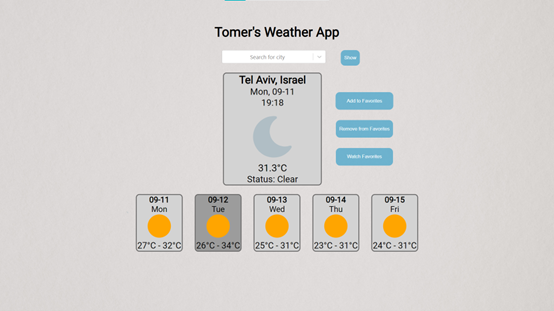 Tomer's Weather App
Search for city
Show
Tel Aviv, Israel
Mon, 09-11
19:18
31.3°C
Status: Clear
Add to Favorites
Remove from Favorites
Watch Favorites
09-11
Mon
27°C - 32°C
09-12
Tue
26°C - 34°C
09-13
Wed
25°C - 31°C
09-14
Thu
23°C - 31°C
09-15
Fri
24°C - 31°C